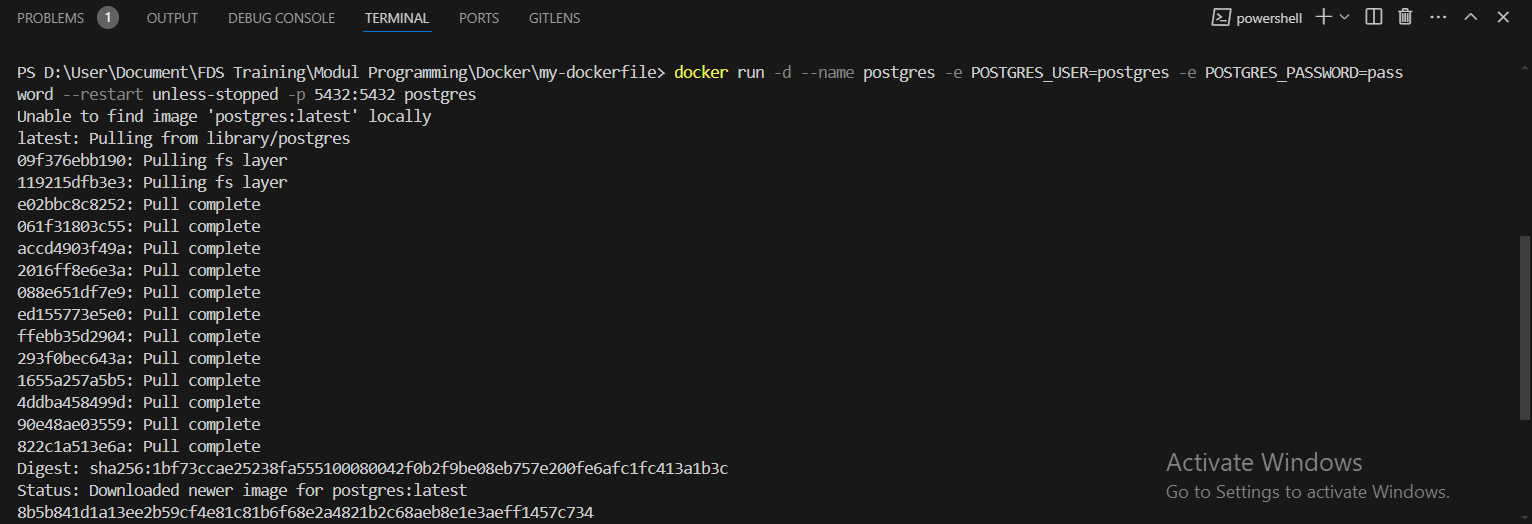 PROBLEMS 1 OUTPUT DEBUG CONSOLE TERMINAL PORTS GITLENS powershell
PS D:\User\Document\FDS Training\Modul Programming\Docker\my-dockerfile> docker run -d --name postgres -e POSTGRES_USER=postgres -e POSTGRES_PASSWORD=pass
word --restart unless-stopped -p 5432:5432 postgres
Unable to find image 'postgres:latest' locally
latest: Pulling from library/postgres
09f376ebb190: Pulling fs layer
119215dfb3e3: Pulling fs layer
e02bbc8c8252: Pull complete
061f31803c55: Pull complete
accd4903f49a: Pull complete
2016ff8e6e3a: Pull complete
088e651df7e9: Pull complete
ed155773e5e0: Pull complete
ffebb35d2904: Pull complete
293f0bec643a: Pull complete
1655a257a5b5: Pull complete
4ddba458499d: Pull complete
90e48ae03559: Pull complete
822c1a513e6a: Pull complete
Digest: sha256:1bf73ccae25238fa555100080042f0b2f9be08eb757e200fe6afc1fc413a1b3c
Status: Downloaded newer image for postgres:latest
8b5b841d1a13ee2b59cf4e81c81b6f68e2a4821b2c68aeb8e1e3aeff1457c734
Activate Windows
Go to Settings to activate Windows.